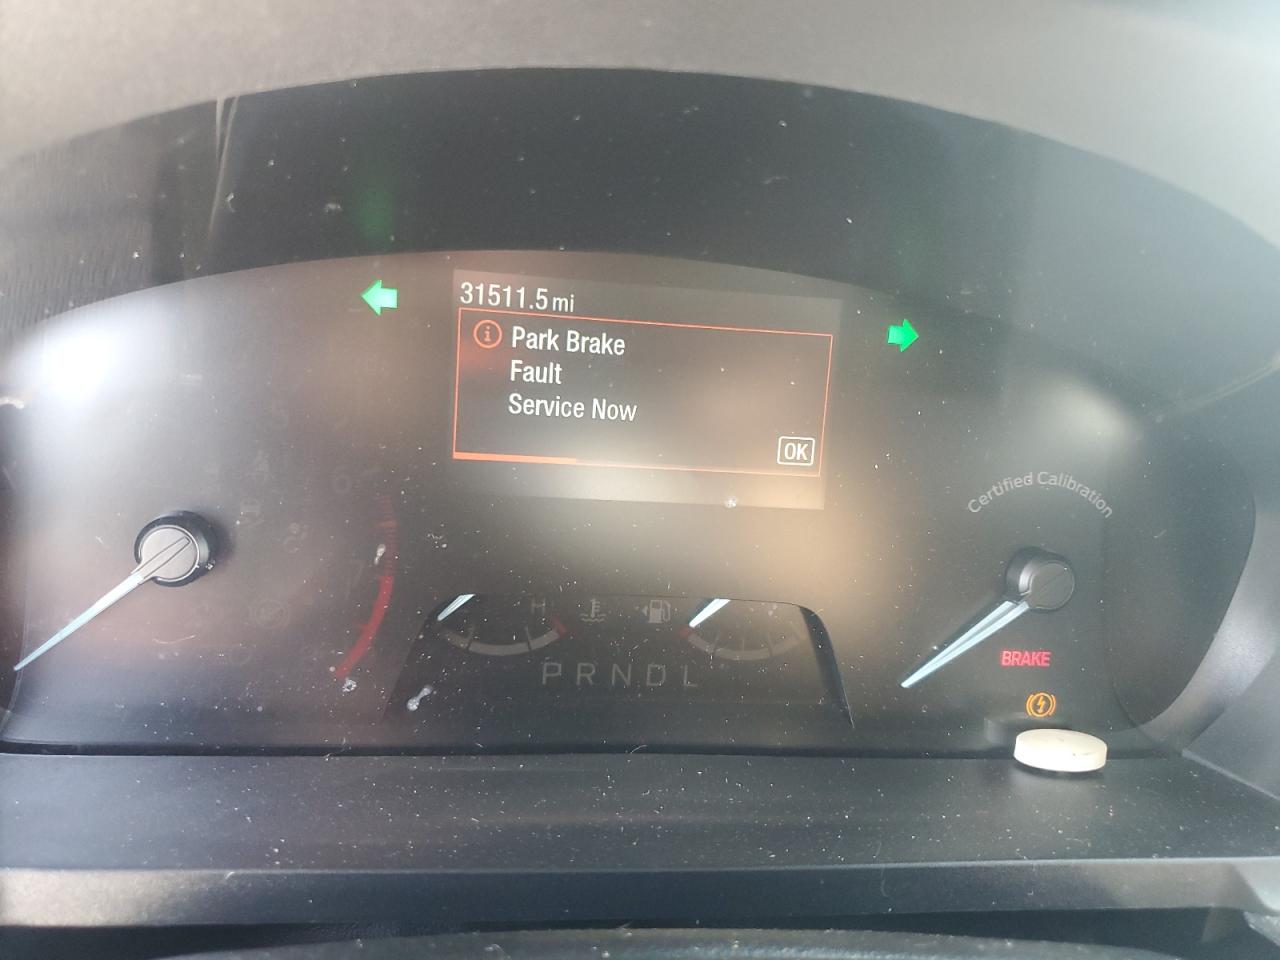 31511.5 mi
Park Brake
Fault
Service Now
OK
Certified Calibration
H
PRNDL
BRAKE